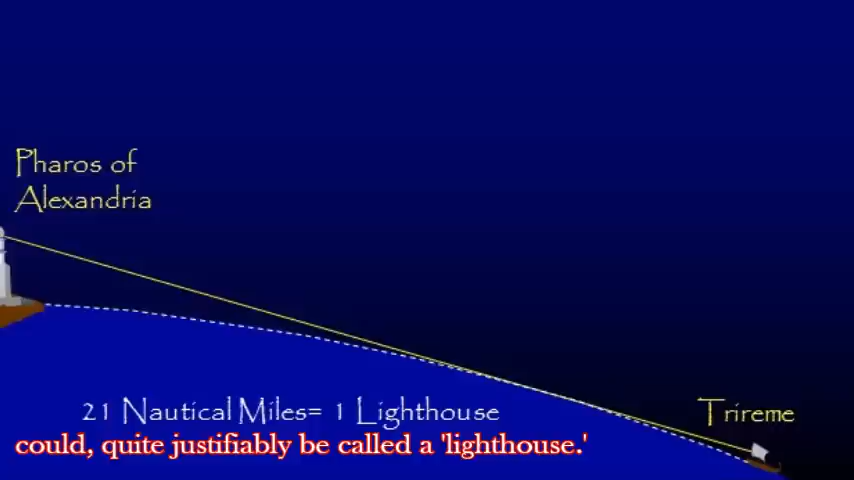 Pharos of
Alexandria
21 Nautical Miles= 1 Lighthouse
Trireme
could, quite justifiably be called a 'lighthouse.'